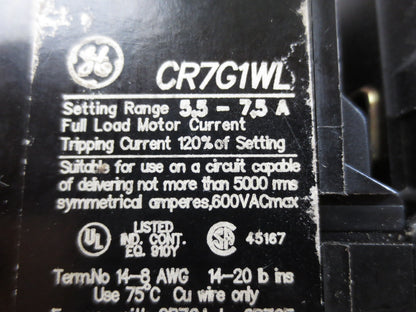 GE
CR7G1WL
Setting Range 5,5 - 7,5 A
Full Load Motor Current
Tripping Current 120% of Setting
Suitable for use on a circuit capable
of delivering not more than 5000 rms
symmetrical amperes,600VACmax
UL LISTED SA 45167
IND. CONT.
EQ. 910Y
Term.No 14-8 AWG 14-20 lb ins
Use 75°C Cu wire only